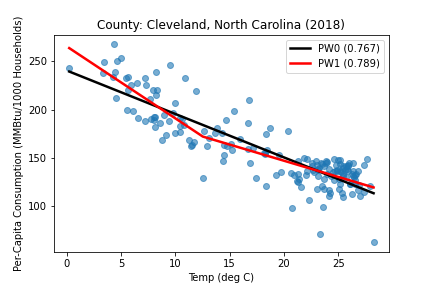 County: Cleveland, North Carolina (2018)
PW0 (0.767)
PW1 (0.789)
Per-Capita Consumption (MMBtu/1000 Households)
250
200
150
100
0 5 10 15 20 25
Temp (deg C)